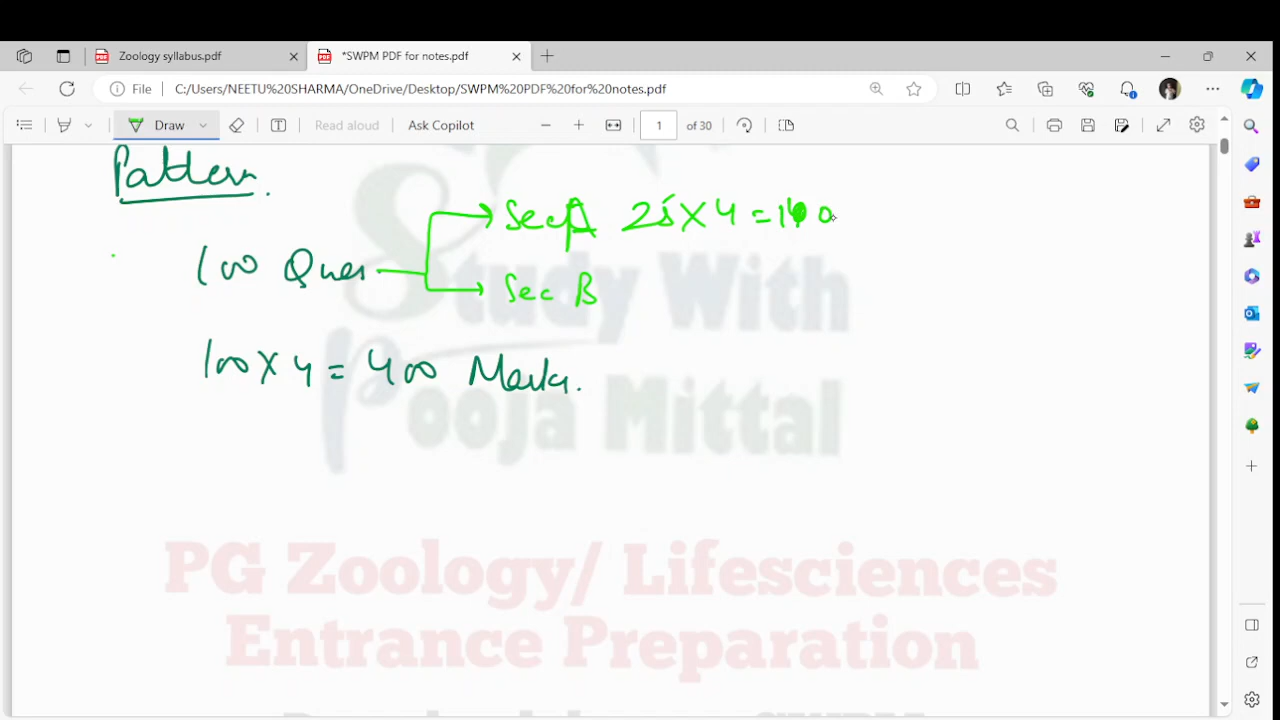 Zoology syllabus.pdf
*SWPM PDF for notes.pdf
File
C:/Users/NEETU%20SHARMA/OneDrive/Desktop/SWPM%20PDF%20for%20notes.pdf
Draw
Read aloud
Ask Copilot
1 of 30
Pattern.
Sec A 25 X 4 = 100
100 Ques
Sec B
100 X 4 = 400 Marks.
Study With
Pooja Mittal
PG Zoology/ Lifesciences
Entrance Preparation